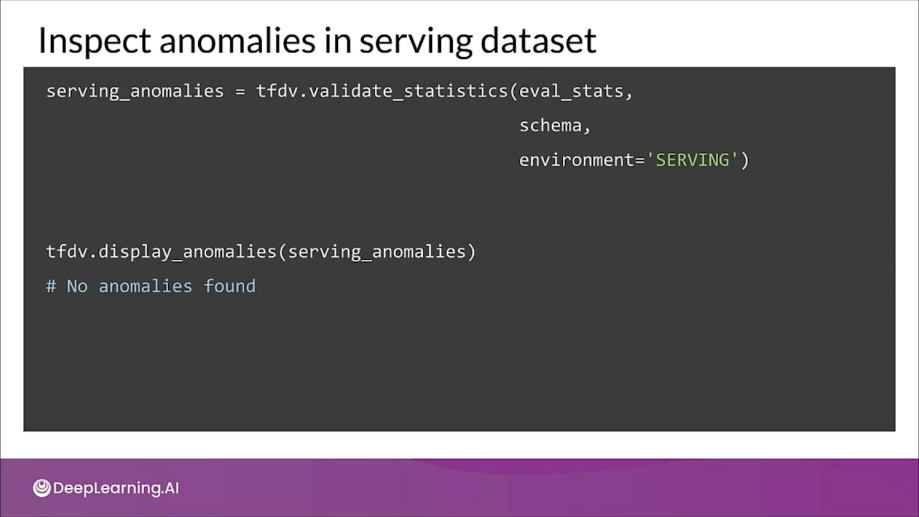 Inspect anomalies in serving dataset
serving_anomalies = tfdv.validate_statistics(eval_stats,
schema,
environment='SERVING')
tfdv.display_anomalies(serving_anomalies)
# No anomalies found
DeepLearning.AI